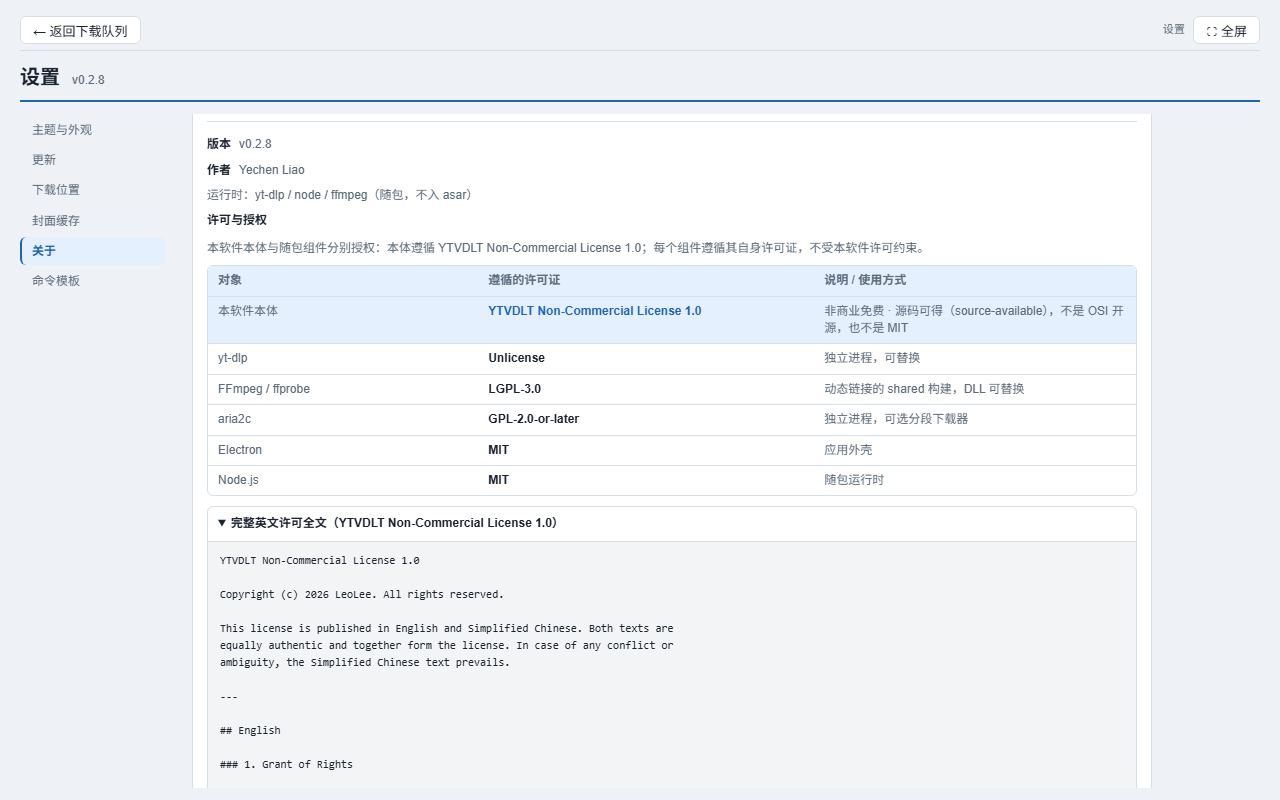 ← 返回下载队列
设置
全屏
设置 v0.2.8
主题与外观
更新
下载位置
封面缓存
关于
命令模板
版本 v0.2.8
作者 Yechen Liao
运行时：yt-dlp / node / ffmpeg（随包，不入 asar）
许可与授权
本软件本体与随包组件分别授权：本体遵循 YTVDLT Non-Commercial License 1.0；每个组件遵循其自身许可证，不受本软件许可约束。
对象 遵循的许可证 说明 / 使用方式
本软件本体 YTVDLT Non-Commercial License 1.0 非商业免费 · 源码可得（source-available），不是 OSI 开
源，也不是 MIT
yt-dlp Unlicense 独立进程，可替换
FFmpeg / ffprobe LGPL-3.0 动态链接的 shared 构建，DLL 可替换
aria2c GPL-2.0-or-later 独立进程，可选分段下载器
Electron MIT 应用外壳
Node.js MIT 随包运行时
▼ 完整英文许可全文（YTVDLT Non-Commercial License 1.0）
YTVDLT Non-Commercial License 1.0
Copyright (c) 2026 LeoLee. All rights reserved.
This license is published in English and Simplified Chinese. Both texts are
equally authentic and together form the license. In case of any conflict or
ambiguity, the Simplified Chinese text prevails.
---
## English
### 1. Grant of Rights